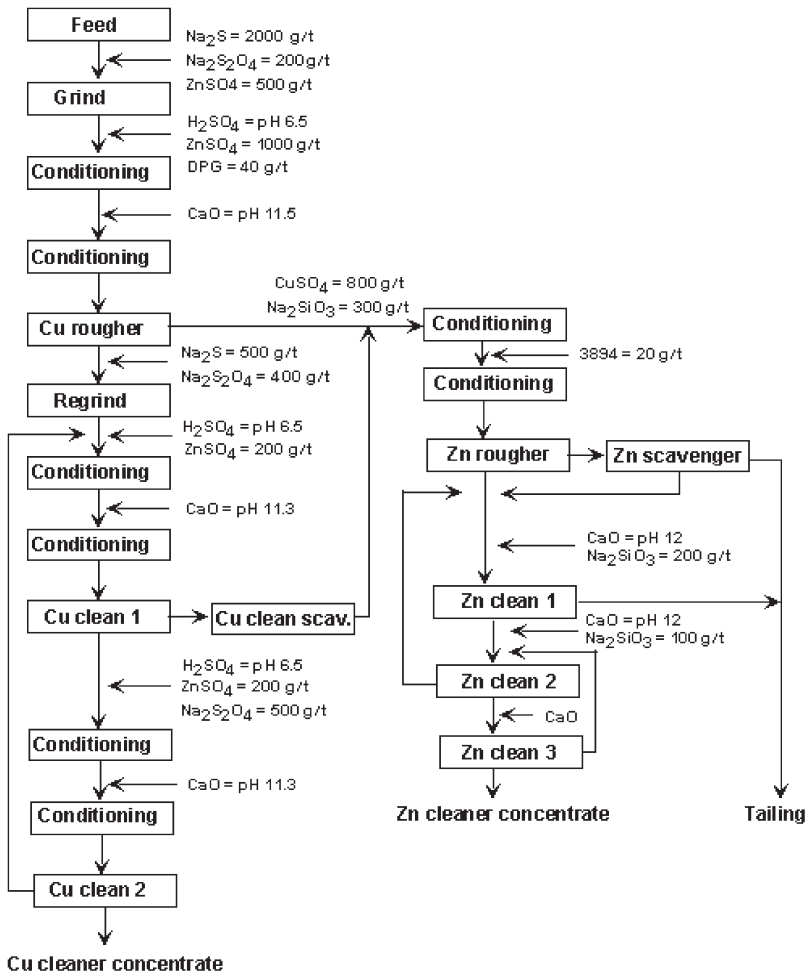 Feed
Na2S = 2000 g/t
Na2S2O4 = 200g/t
ZnSO4 = 500 g/t
Grind
H2SO4 = pH 6.5
ZnSO4 = 1000 g/t
DPG = 40 g/t
Conditioning
CaO = pH 11.5
Conditioning
CuSO4 = 800 g/t
Na2SiO3 = 300 g/t
Cu rougher
Conditioning
Na2S = 500 g/t
Na2S2O4 = 400 g/t
3894 = 20 g/t
Regrind
Conditioning
H2SO4 = pH 6.5
ZnSO4 = 200 g/t
Zn rougher
Zn scavenger
Conditioning
CaO = pH 11.3
Conditioning
CaO = pH 12
Na2SiO3 = 200 g/t
Cu clean 1
Cu clean scav.
Zn clean 1
CaO = pH 12
Na2SiO3 = 100 g/t
H2SO4 = pH 6.5
ZnSO4 = 200 g/t
Na2S2O4 = 500 g/t
Zn clean 2
CaO
Conditioning
Zn clean 3
CaO = pH 11.3
Conditioning
Zn cleaner concentrate
Tailing
Cu clean 2
Cu cleaner concentrate